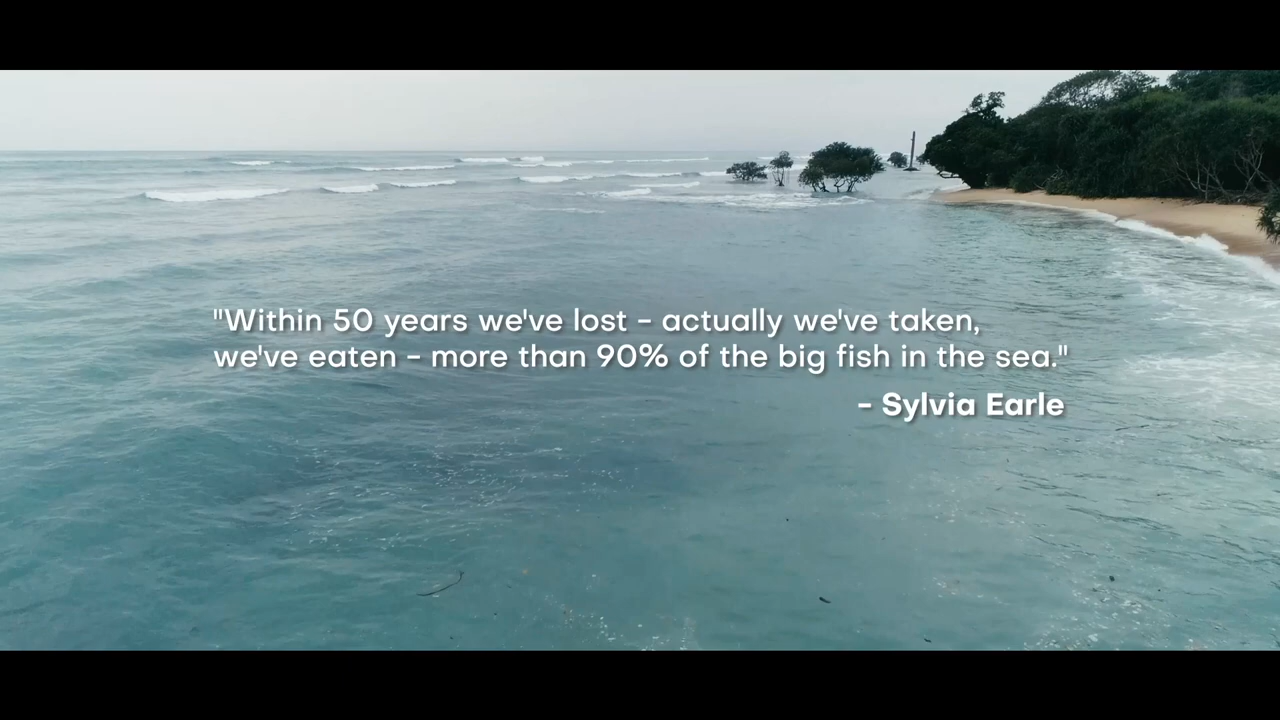 "Within 50 years we've lost - actually we've taken,
we've eaten - more than 90% of the big fish in the sea."
- Sylvia Earle